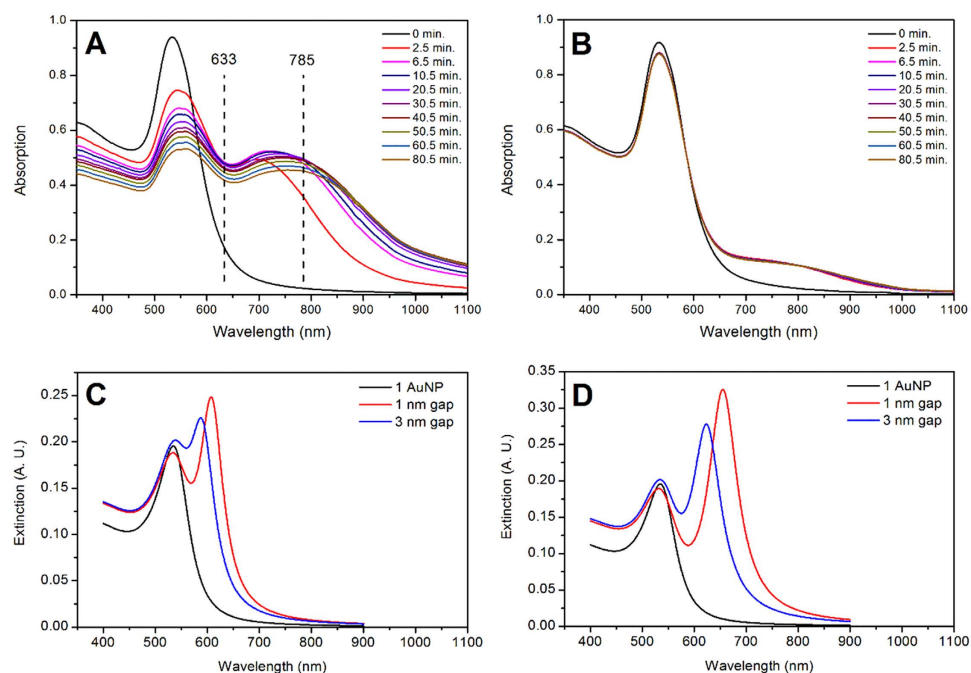 A
633
785
0 min.
2.5 min.
6.5 min.
10.5 min.
20.5 min.
30.5 min.
40.5 min.
50.5 min.
60.5 min.
80.5 min.
1.0
0.8
0.6
0.4
0.2
0.0
Absorption
400 500 600 700 800 900 1000 1100
Wavelength (nm)
B
0 min.
2.5 min.
6.5 min.
10.5 min.
20.5 min.
30.5 min.
40.5 min.
50.5 min.
60.5 min.
80.5 min.
1.0
0.8
0.6
0.4
0.2
0.0
Absorption
400 500 600 700 800 900 1000 1100
Wavelength (nm)
C
1 AuNP
1 nm gap
3 nm gap
0.25
0.20
0.15
0.10
0.05
0.00
Extinction (A. U.)
400 500 600 700 800 900 1000 1100
Wavelength (nm)
D
1 AuNP
1 nm gap
3 nm gap
0.35
0.30
0.25
0.20
0.15
0.10
0.05
0.00
Extinction (A. U.)
400 500 600 700 800 900 1000 1100
Wavelength (nm)